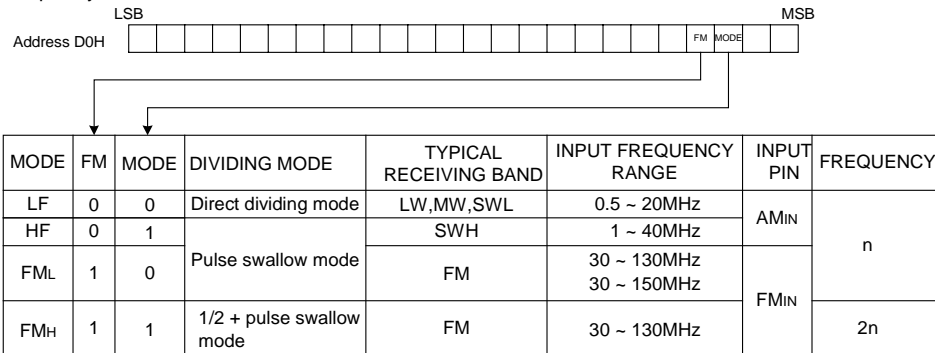 LSB MSB
Address D0H FM MODE
MODE FM MODE DIVIDING MODE TYPICAL RECEIVING BAND INPUT FREQUENCY RANGE INPUT PIN FREQUENCY
LF 0 0 Direct dividing mode LW,MW,SWL 0.5 ~ 20MHz AMIN n
HF 0 1 Pulse swallow mode SWH 1 ~ 40MHz
FML 1 0 FM 30 ~ 130MHz
30 ~ 150MHz FMIN
FMH 1 1 1/2 + pulse swallow mode FM 30 ~ 130MHz 2n